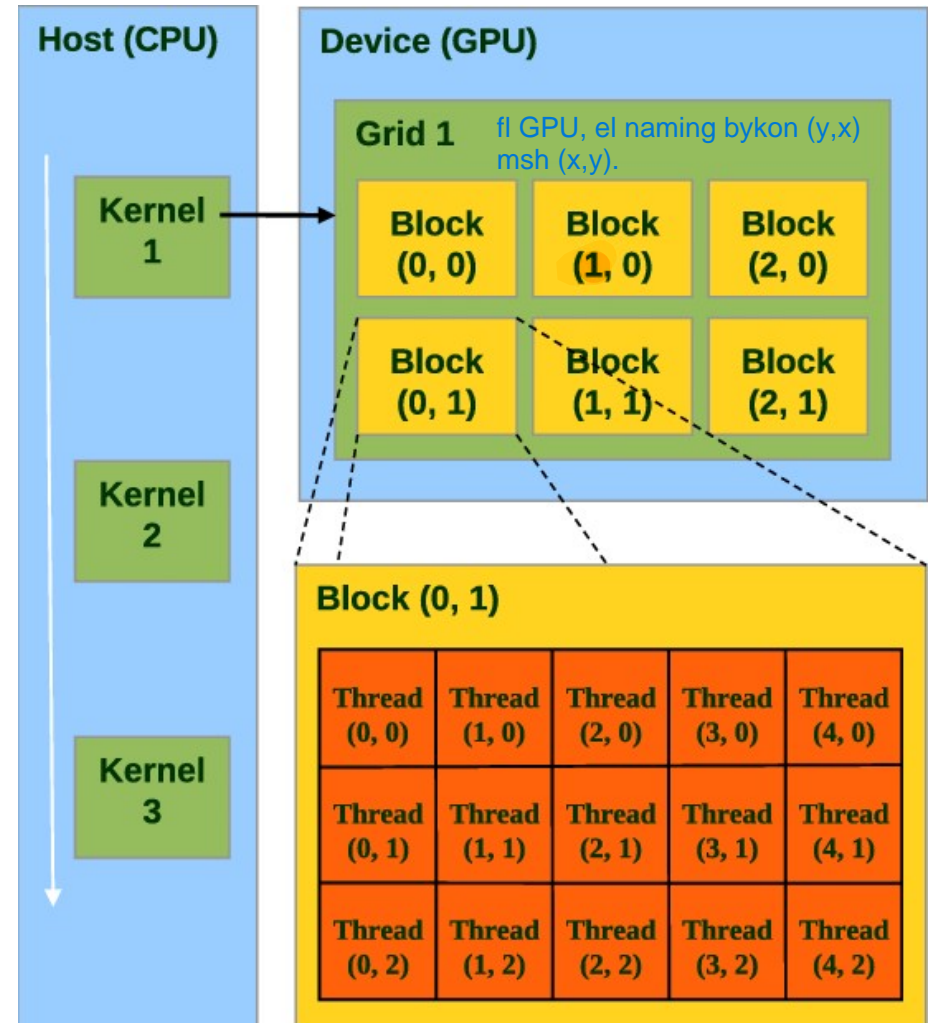 Host (CPU)
Kernel
1
Kernel
2
Kernel
3
Device (GPU)
Grid 1
fl GPU, el naming bykon (y,x)
msh (x,y).
Block
(0, 0)
Block
(1, 0)
Block
(2, 0)
Block
(0, 1)
Block
(1, 1)
Block
(2, 1)
Block (0, 1)
Thread
(0, 0)
Thread
(1, 0)
Thread
(2, 0)
Thread
(3, 0)
Thread
(4, 0)
Thread
(0, 1)
Thread
(1, 1)
Thread
(2, 1)
Thread
(3, 1)
Thread
(4, 1)
Thread
(0, 2)
Thread
(1, 2)
Thread
(2, 2)
Thread
(3, 2)
Thread
(4, 2)